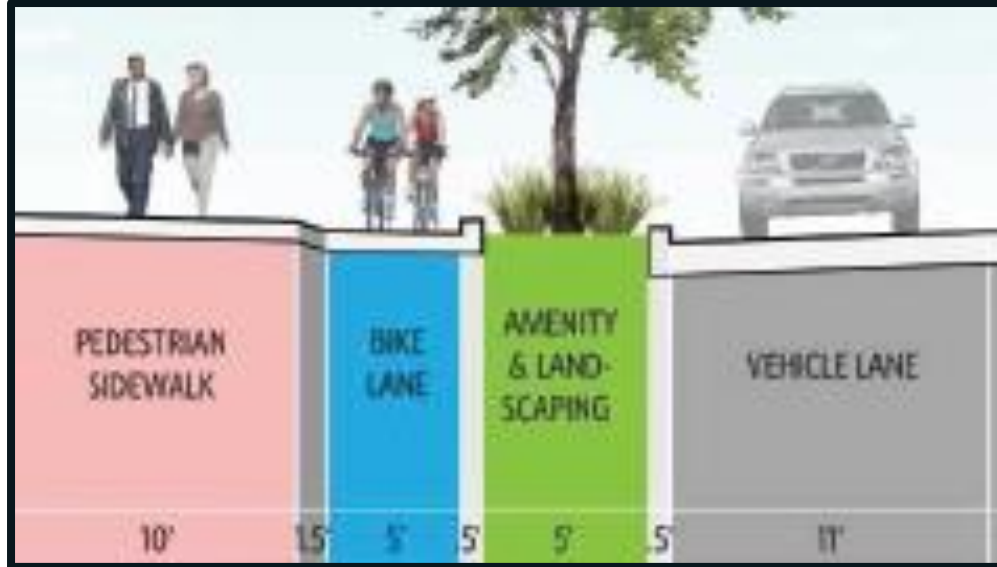 PEDESTRIAN
SIDEWALK
BIKE
LANE
AMENITY
& LAND-
SCAPING
VEHICLE LANE
10' 1.5' 5' .5' 5' .5' 11'